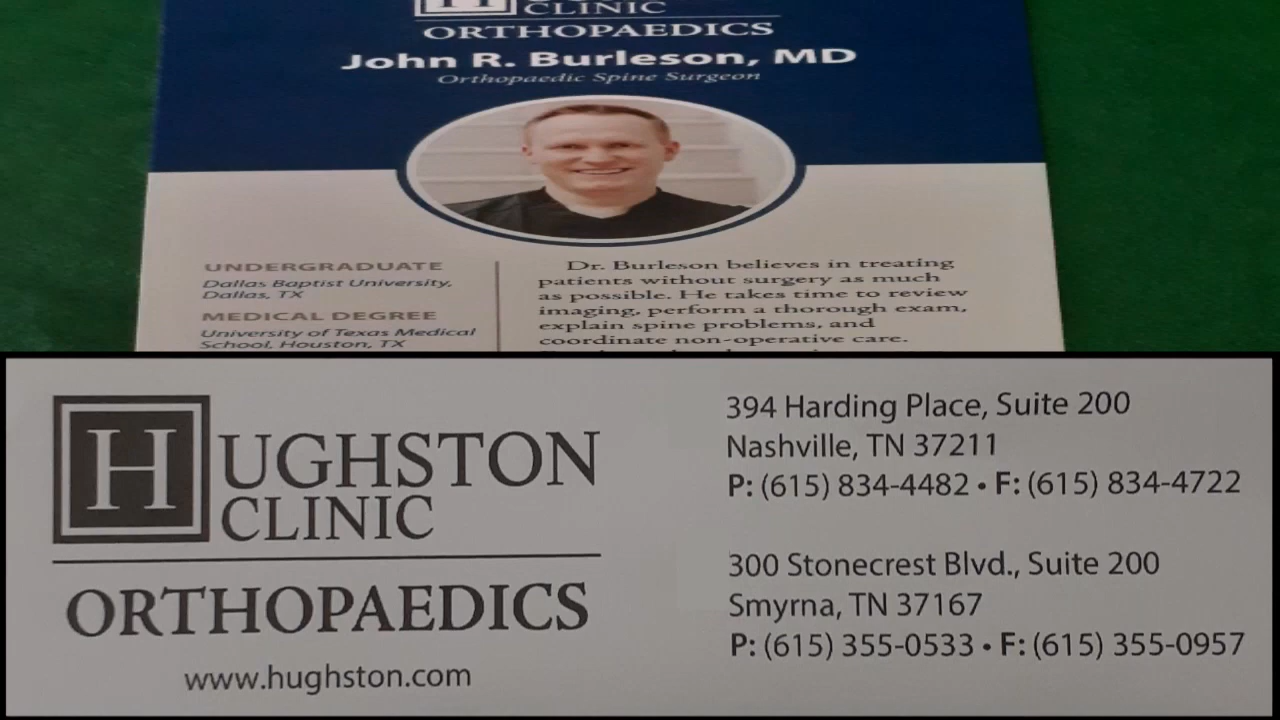 CLINIC
ORTHOPAEDICS
John R. Burleson, MD
Orthopaedic Spine Surgeon
UNDERGRADUATE
Dallas Baptist University,
Dallas, TX
MEDICAL DEGREE
University of Texas Medical
School, Houston, TX
Dr. Burleson believes in treating
patients without surgery as much
as possible. He takes time to review
imaging, perform a thorough exam,
explain spine problems, and
coordinate non-operative care.
HUGHSTON
CLINIC
ORTHOPAEDICS
www.hughston.com
394 Harding Place, Suite 200
Nashville, TN 37211
P: (615) 834-4482 • F: (615) 834-4722
300 Stonecrest Blvd., Suite 200
Smyrna, TN 37167
P: (615) 355-0533 • F: (615) 355-0957